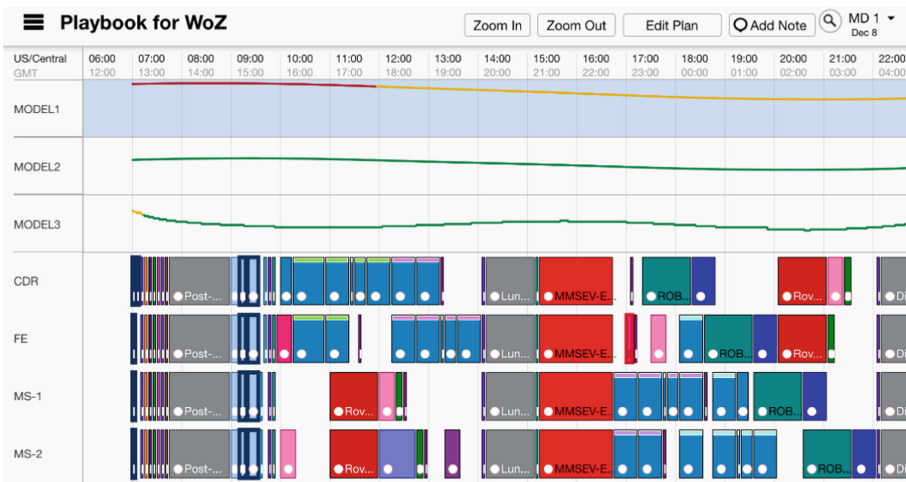 Playbook for WoZ
Zoom In Zoom Out Edit Plan Add Note MD 1
Dec 8
US/Central 06:00 07:00 08:00 09:00 10:00 11:00 12:00 13:00 14:00 15:00 16:00 17:00 18:00 19:00 20:00 21:00 22:00
GMT 12:00 13:00 14:00 15:00 16:00 17:00 18:00 19:00 20:00 21:00 22:00 23:00 00:00 01:00 02:00 03:00 04:00
MODEL1
MODEL2
MODEL3
CDR
Post-... Lun... MMSEV-E... ROB... Rov... Di
FE
Post-... Lun... MMSEV-E... ROB... Rov... Di
MS-1
Post-... Rov... Lun... MMSEV-E... ROB... Di
MS-2
Post-... Rov... Lun... MMSEV-E... ROB... Di